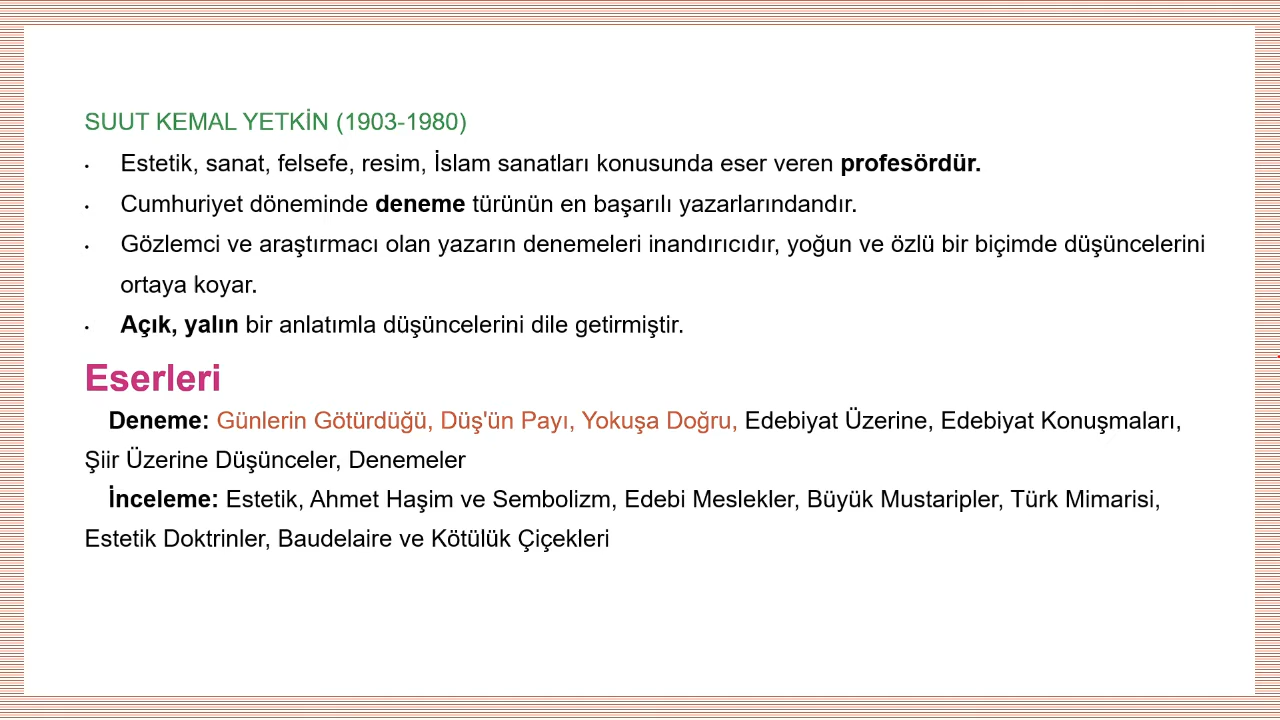 SUUT KEMAL YETKİN (1903-1980)
• Estetik, sanat, felsefe, resim, İslam sanatları konusunda eser veren profesördür.
• Cumhuriyet döneminde deneme türünün en başarılı yazarlarındandır.
• Gözlemci ve araştırmacı olan yazarın denemeleri inandırıcıdır, yoğun ve özlü bir biçimde düşüncelerini
ortaya koyar.
• Açık, yalın bir anlatımla düşüncelerini dile getirmiştir.
Eserleri
Deneme: Günlerin Götürdüğü, Düş'ün Payı, Yokuşa Doğru, Edebiyat Üzerine, Edebiyat Konuşmaları,
Şiir Üzerine Düşünceler, Denemeler
İnceleme: Estetik, Ahmet Haşim ve Sembolizm, Edebi Meslekler, Büyük Mustaripler, Türk Mimarisi,
Estetik Doktrinler, Baudelaire ve Kötülük Çiçekleri